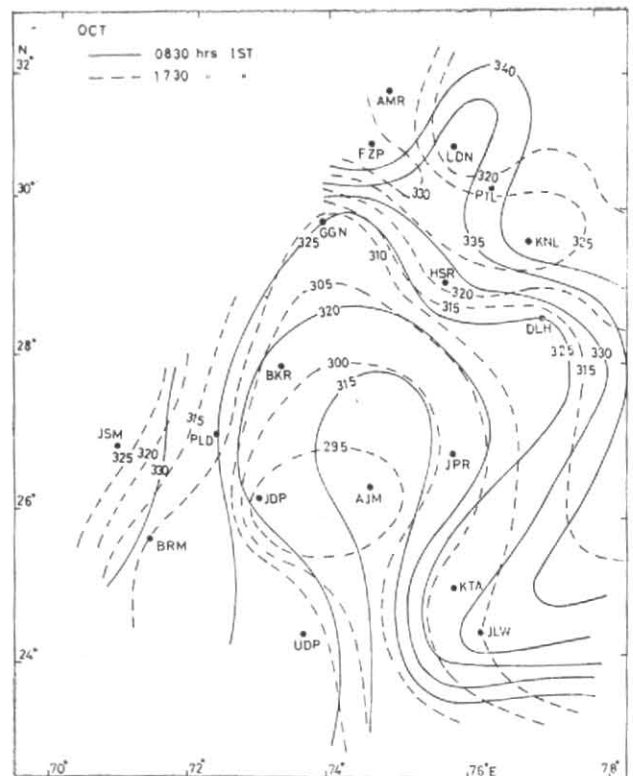 OCT
0830 hrs IST
1730 " "
N
32°
340
AMR
FZP
LDN
320
330
PTL
30°
GGN
325
335
KNL
325
310
HSR
320
315
305
DLH
320
28°
325
330
315
BKR
300
315
JSM
315
320
325
330
PLD
295
JPR
26°
JDP
AJM
BRM
KTA
UDP
JLW
24°
70°
72°
74°
76°E
78°